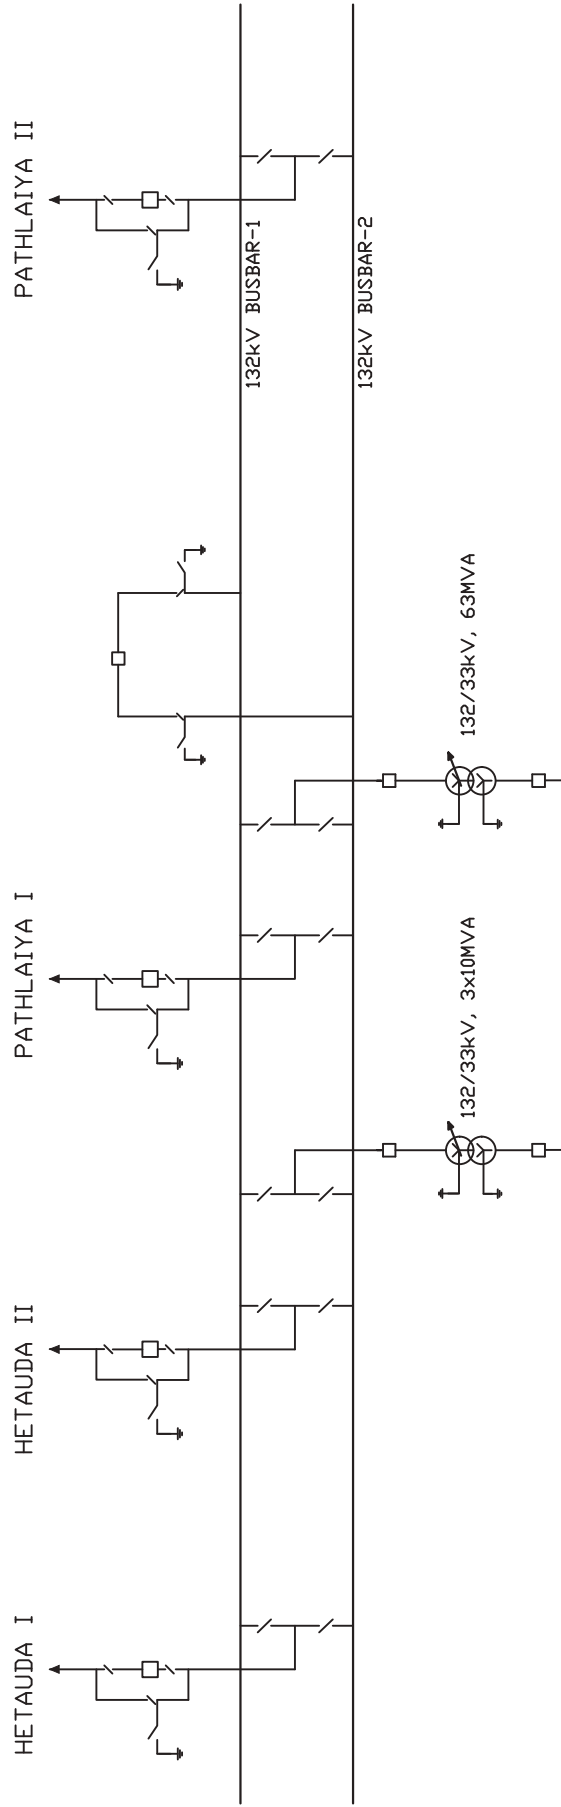 HETAUDA I
HETAUDA II
PATHLAIYA I
PATHLAIYA II
132kV BUSBAR-1
132kV BUSBAR-2
132/33kV, 3x10MVA
132/33kV, 63MVA